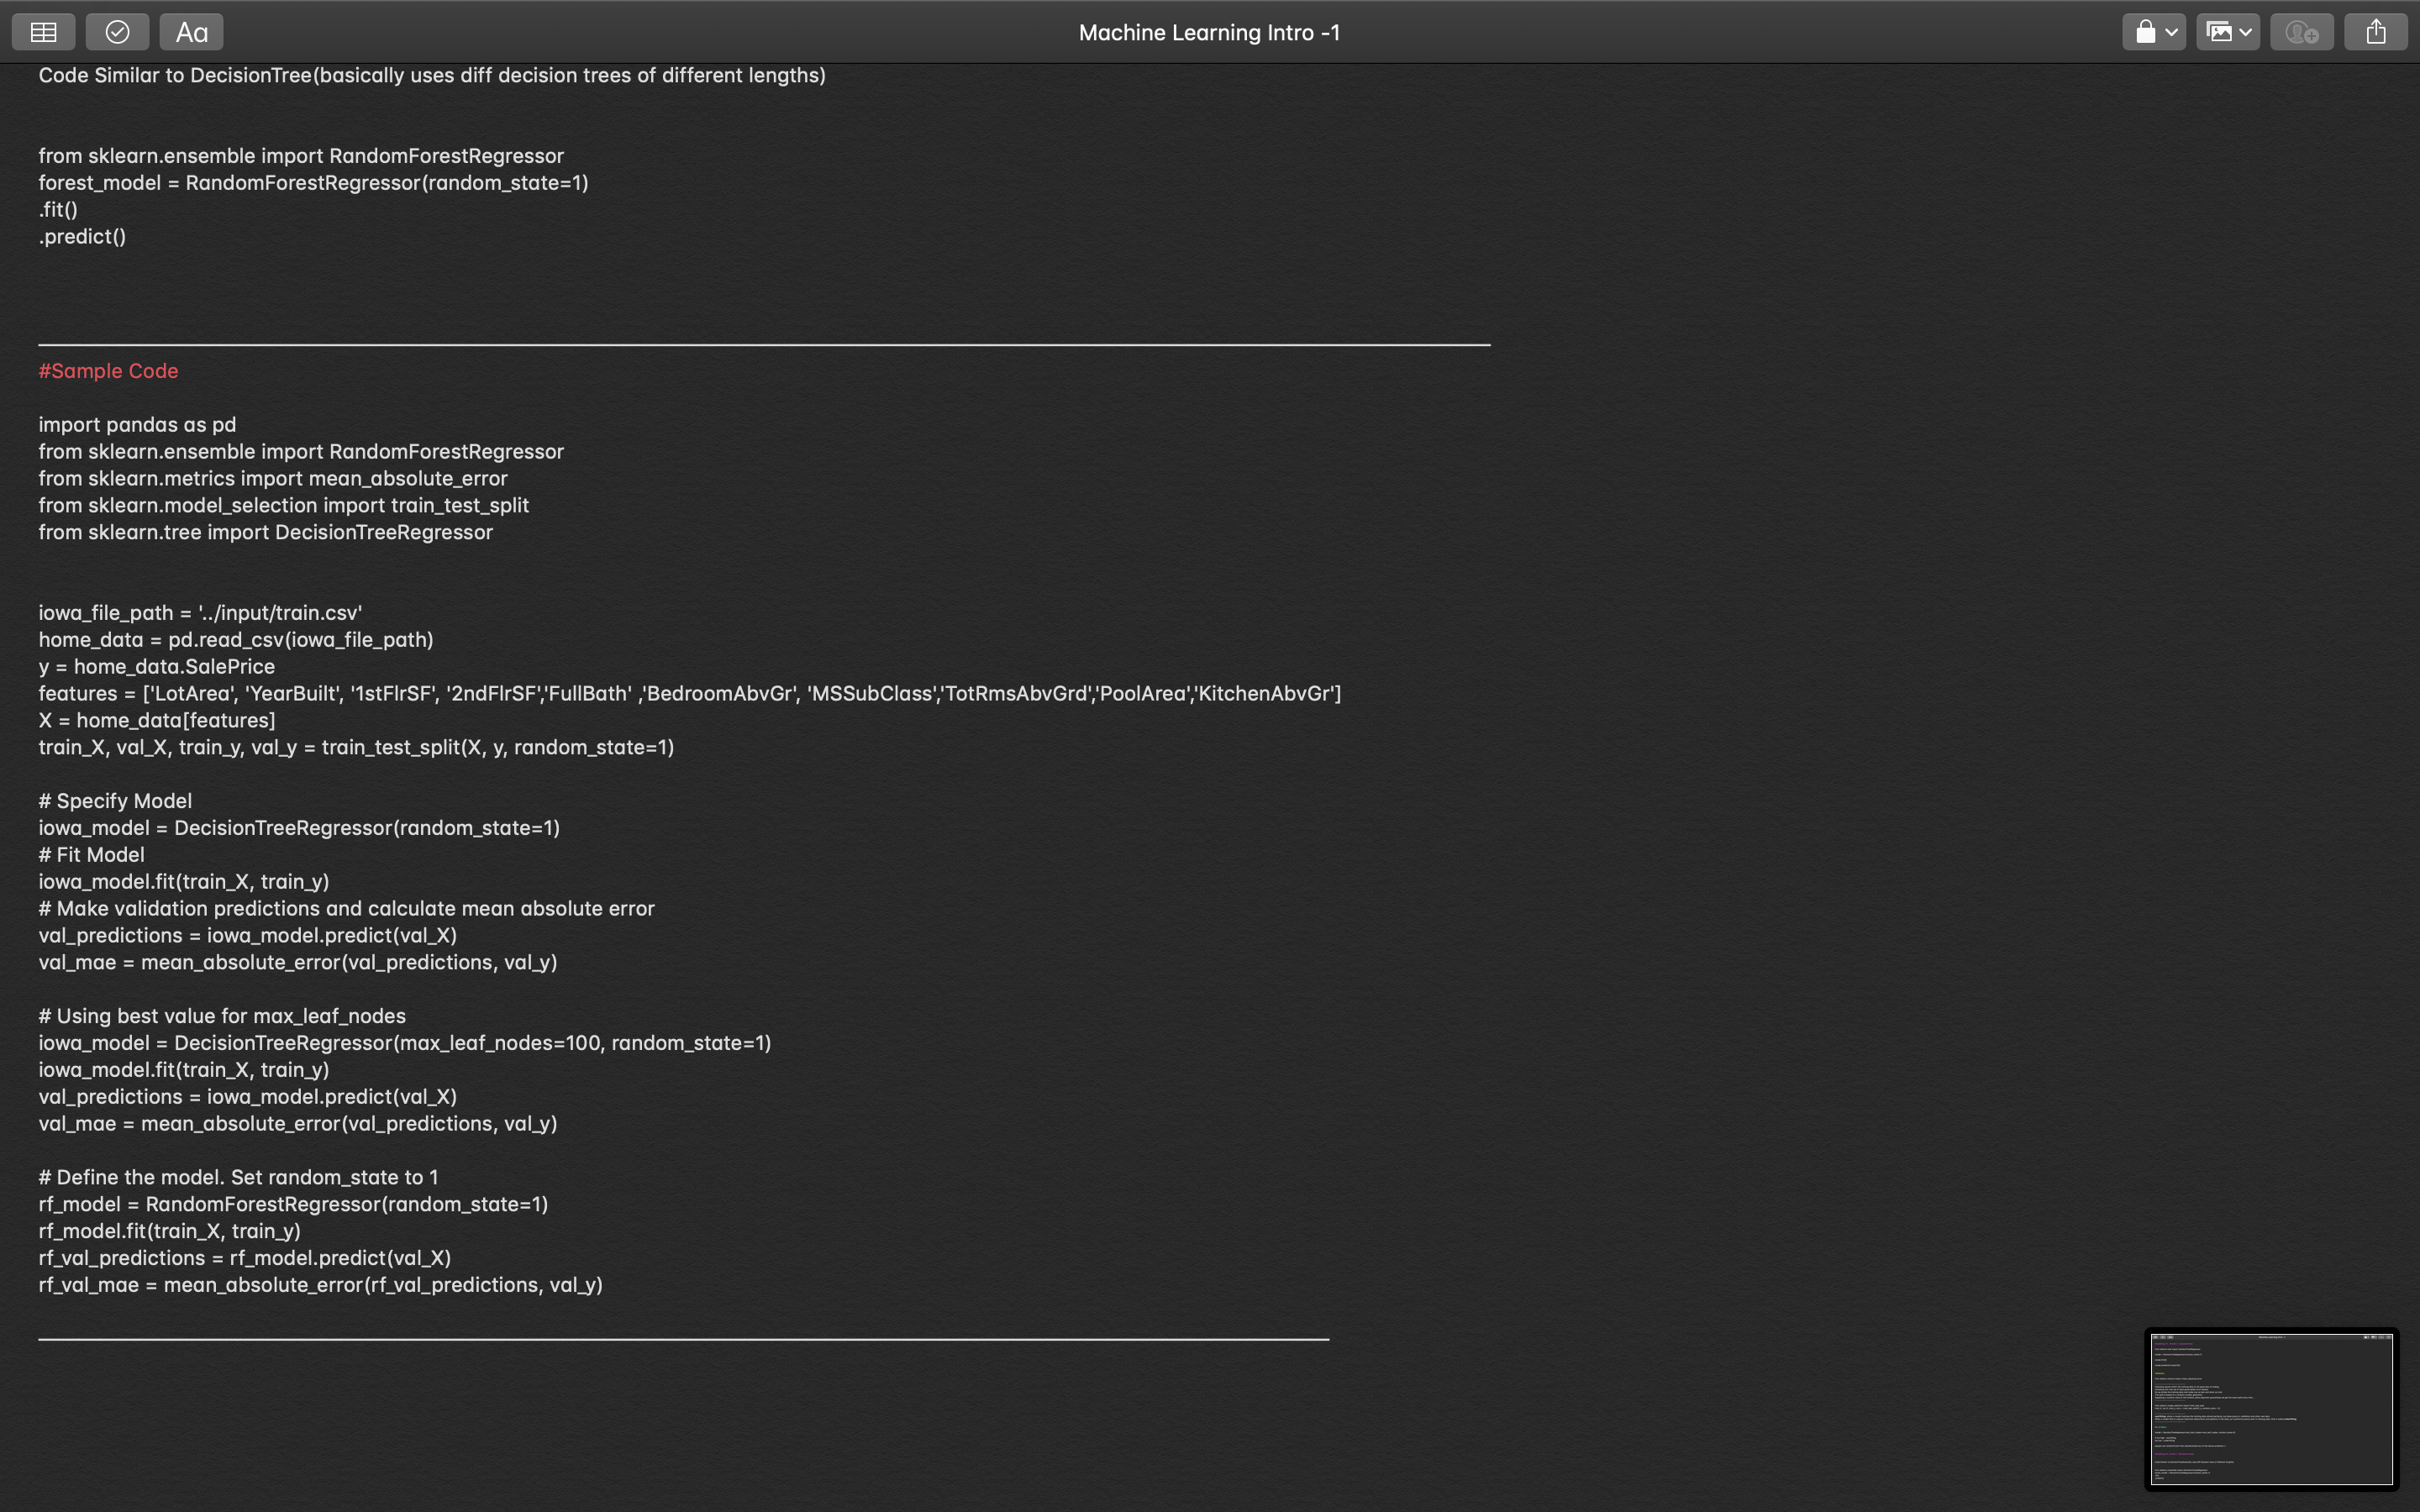 Aa
Machine Learning Intro -1
Code Similar to DecisionTree(basically uses diff decision trees of different lengths)
from sklearn.ensemble import RandomForestRegressor
forest_model = RandomForestRegressor(random_state=1)
.fit()
.predict()
#Sample Code
import pandas as pd
from sklearn.ensemble import RandomForestRegressor
from sklearn.metrics import mean_absolute_error
from sklearn.model_selection import train_test_split
from sklearn.tree import DecisionTreeRegressor
iowa_file_path = '../input/train.csv'
home_data = pd.read_csv(iowa_file_path)
y = home_data.SalePrice
features = ['LotArea', 'YearBuilt', '1stFlrSF', '2ndFlrSF','FullBath' ,'BedroomAbvGr', 'MSSubClass','TotRmsAbvGrd','PoolArea','KitchenAbvGr']
X = home_data[features]
train_X, val_X, train_y, val_y = train_test_split(X, y, random_state=1)
# Specify Model
iowa_model = DecisionTreeRegressor(random_state=1)
# Fit Model
iowa_model.fit(train_X, train_y)
# Make validation predictions and calculate mean absolute error
val_predictions = iowa_model.predict(val_X)
val_mae = mean_absolute_error(val_predictions, val_y)
# Using best value for max_leaf_nodes
iowa_model = DecisionTreeRegressor(max_leaf_nodes=100, random_state=1)
iowa_model.fit(train_X, train_y)
val_predictions = iowa_model.predict(val_X)
val_mae = mean_absolute_error(val_predictions, val_y)
# Define the model. Set random_state to 1
rf_model = RandomForestRegressor(random_state=1)
rf_model.fit(train_X, train_y)
rf_val_predictions = rf_model.predict(val_X)
rf_val_mae = mean_absolute_error(rf_val_predictions, val_y)